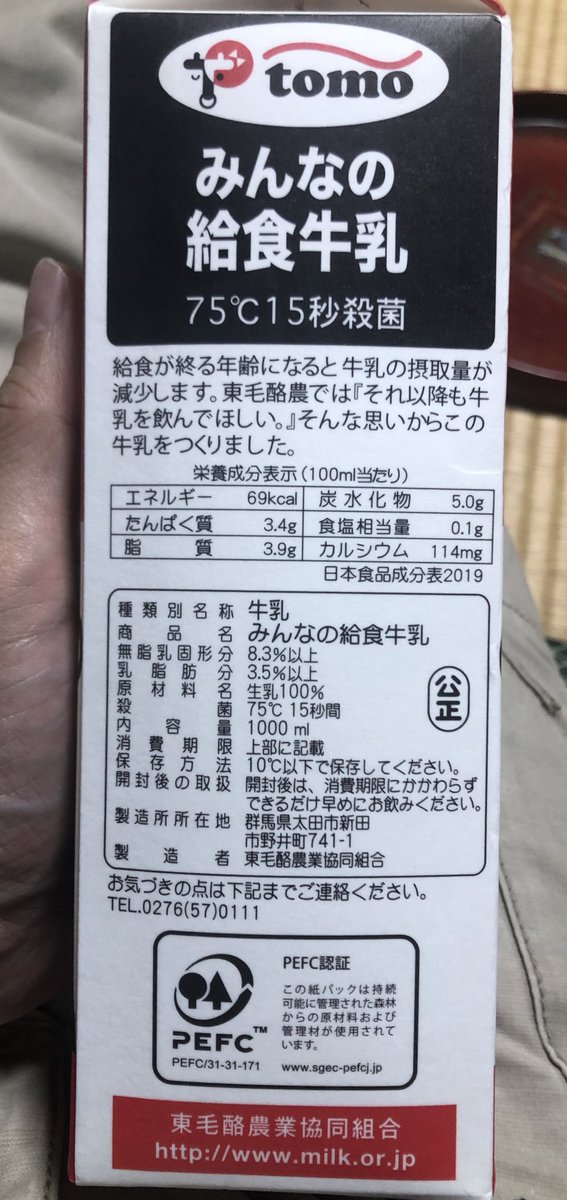 tomo
みんなの
給食牛乳
75℃15秒殺菌
給食が終る年齢になると牛乳の摂取量が
減少します。東毛酪農では『それ以降も牛
乳を飲んでほしい。』そんな思いからこの
牛乳をつくりました。
栄養成分表示(100ml当たり)
エネルギー 69kcal 炭水化物 5.0g
たんぱく質 3.4g 食塩相当量 0.1g
脂質 3.9g カルシウム 114mg
日本食品成分表2019
種類別名称 牛乳
商品名 みんなの給食牛乳
無脂乳固形分 8.3%以上
乳脂肪分 3.5%以上
原材料名 生乳100%
殺菌 75℃ 15秒間
内容量 1000 ml
消費期限 上部に記載
保存方法 10℃以下で保存してください。
開封後の取扱 開封後は、消費期限にかかわらず
できるだけ早めにお飲みください。
製造所所在地 群馬県太田市新田
市野井町741-1
製造者 東毛酪農業協同組合
公正
お気づきの点は下記までご連絡ください。
TEL.0276(57)0111
PEFC認証
この紙パックは持続
可能に管理された森林
からの原材料および
管理材が使用されて
います。
PEFC™
PEFC/31-31-171
www.sgec-pefcj.jp
東毛酪農業協同組合
http://www.milk.or.jp